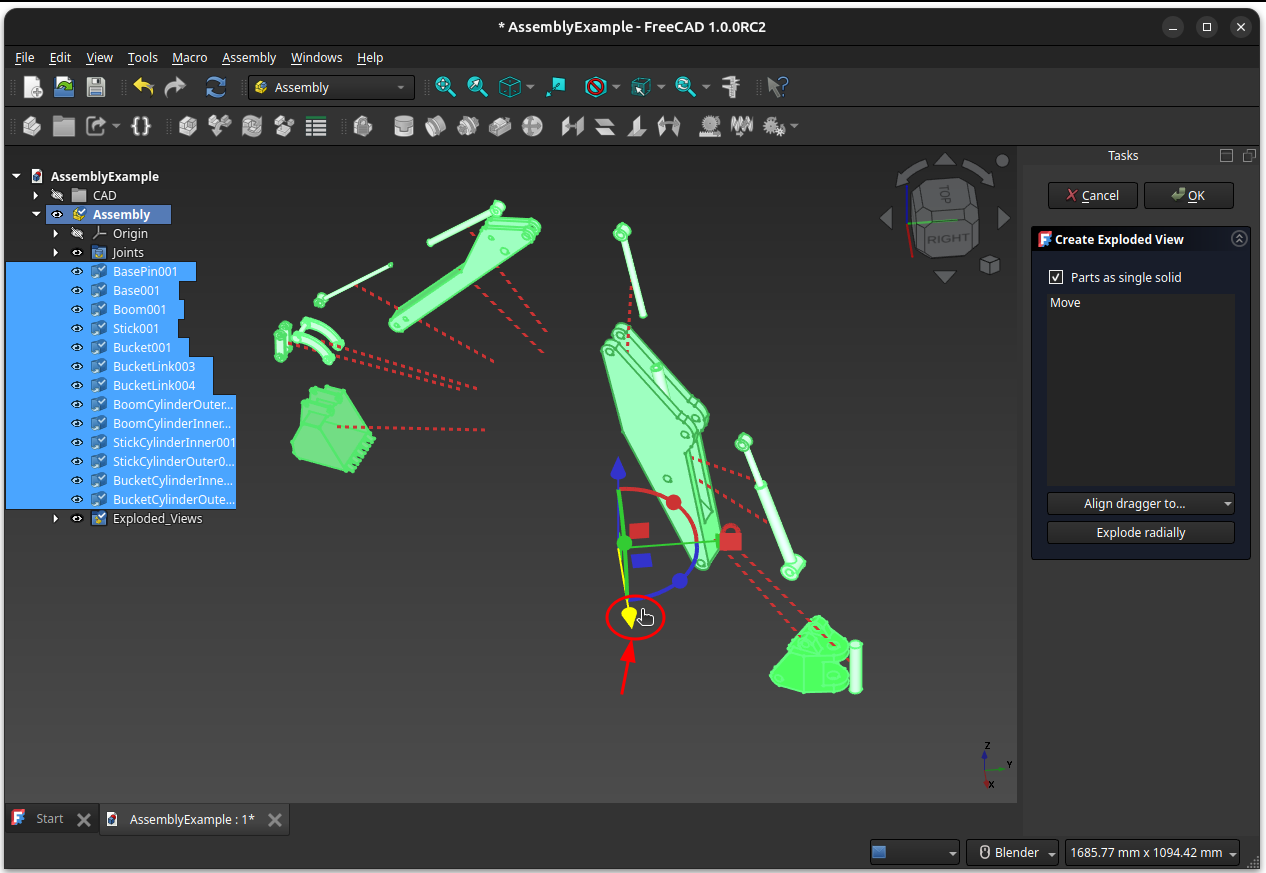 * AssemblyExample - FreeCAD 1.0.0RC2
File Edit View Tools Macro Assembly Windows Help
Assembly
Tasks
AssemblyExample
CAD
Assembly
Origin
Joints
BasePin001
Base001
Boom001
Stick001
Bucket001
BucketLink003
BucketLink004
BoomCylinderOuter...
BoomCylinderInner...
StickCylinderInner001
StickCylinderOuter0...
BucketCylinderInne...
BucketCylinderOute...
Exploded_Views
TOP
RIGHT
Cancel OK
Create Exploded View
Parts as single solid
Move
Align dragger to...
Explode radially
Z
Y
X
Start AssemblyExample : 1*
Blender 1685.77 mm x 1094.42 mm